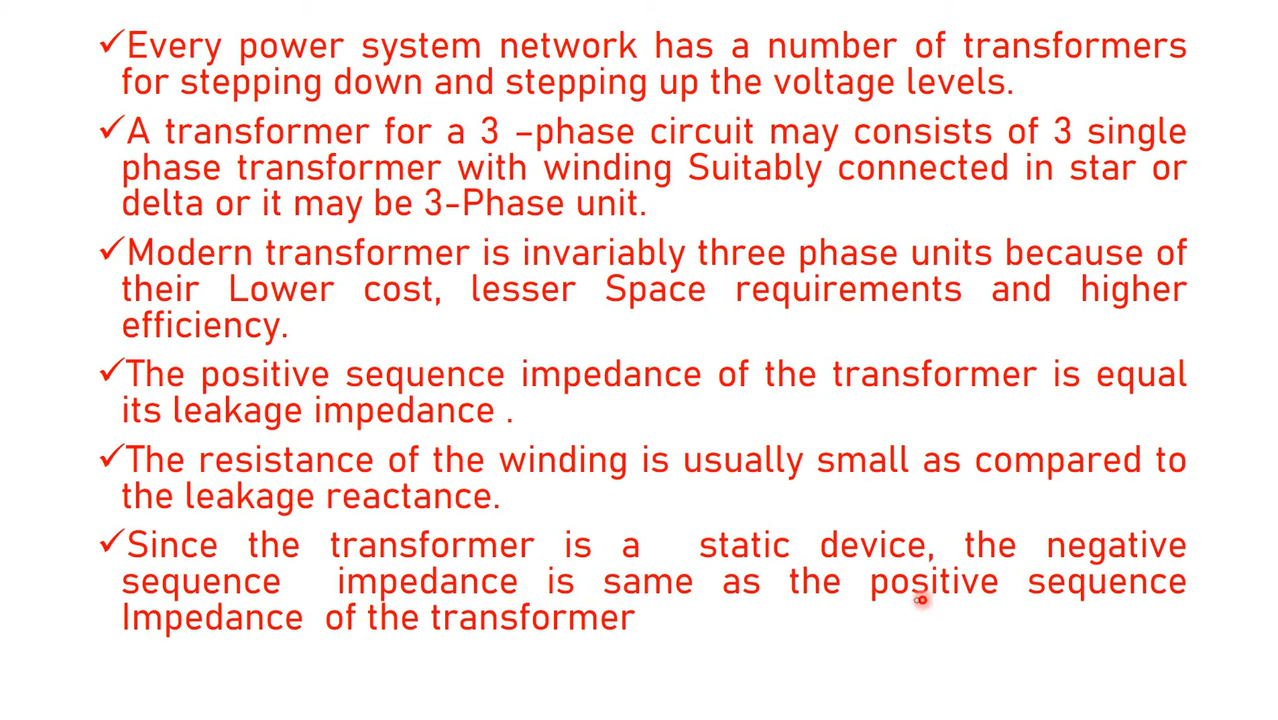 ✓Every power system network has a number of transformers
for stepping down and stepping up the voltage levels.
✓A transformer for a 3 –phase circuit may consists of 3 single
phase transformer with winding Suitably connected in star or
delta or it may be 3-Phase unit.
✓Modern transformer is invariably three phase units because of
their Lower cost, lesser Space requirements and higher
efficiency.
✓The positive sequence impedance of the transformer is equal
its leakage impedance .
✓The resistance of the winding is usually small as compared to
the leakage reactance.
✓Since the transformer is a static device, the negative
sequence impedance is same as the positive sequence
Impedance of the transformer